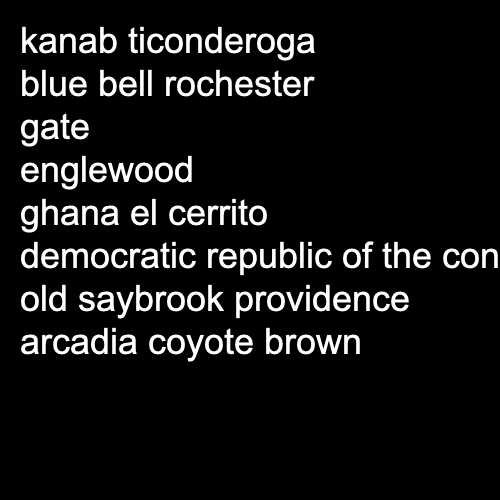 kanab ticonderoga
blue bell rochester
gate
englewood
ghana el cerrito
democratic republic of the con
old saybrook providence
arcadia coyote brown